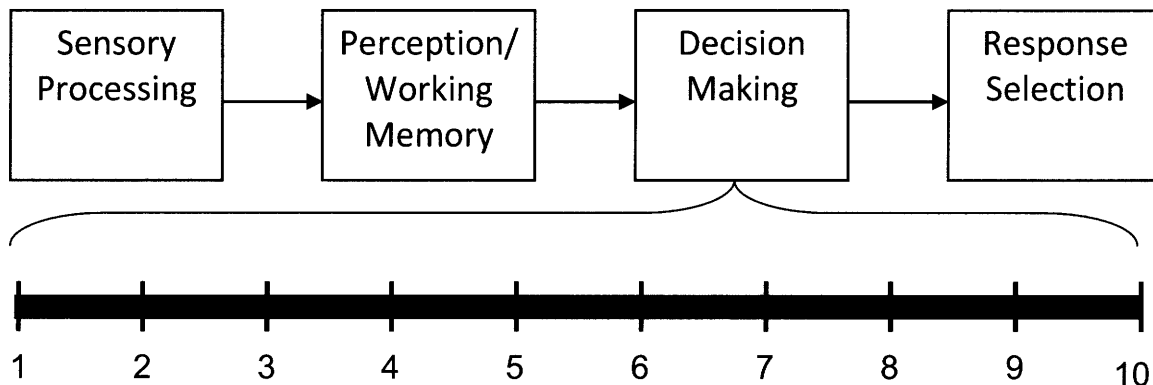 Sensory
Processing
Perception/
Working
Memory
Decision
Making
Response
Selection
1 2 3 4 5 6 7 8 9 10